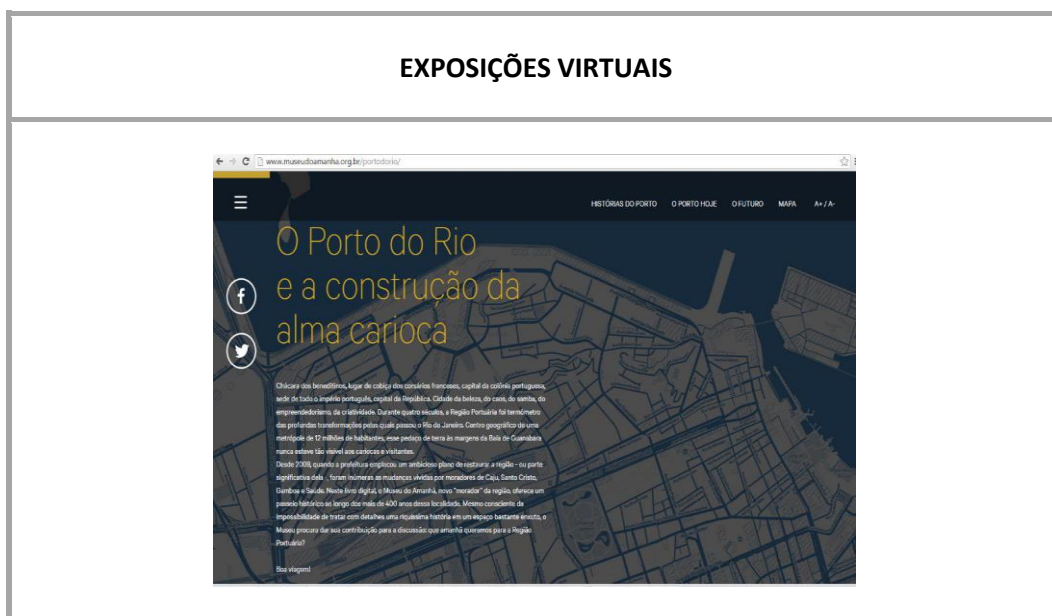 EXPOSIÇÕES VIRTUAIS
www.museudoamanha.org.br/portodorio/
HISTÓRIAS DO PORTO O PORTO HOJE O FUTURO MAPA A+ / A-
O Porto do Rio
e a construção da
alma carioca
Chácara dos beneditinos, lugar de cobiça dos corsários franceses, capital da colônia portuguesa,
sede de todo o império português, capital da República. Cidade da beleza, do caos, do samba, do
empreendedorismo, da criatividade. Durante quatro séculos, a Região Portuária foi termômetro
das profundas transformações pelas quais passou o Rio de Janeiro. Centro geográfico de uma
metrópole de 12 milhões de habitantes, esse pedaço de terra às margens da Baía de Guanabara
nunca esteve tão visível aos cariocas e visitantes.
Desde 2009, quando a prefeitura emplacou um ambicioso plano de restaurar a região - ou parte
significativa dela -, foram inúmeras as mudanças vividas por moradores de Caju, Santo Cristo,
Gamboa e Saúde. Neste livro digital, o Museu do Amanhã, novo "morador" da região, oferece um
passeio histórico ao longo dos mais de 400 anos dessa localidade. Mesmo consciente da
impossibilidade de tratar com detalhes uma riquíssima história em um espaço bastante enxuto, o
Museu procura dar sua contribuição para a discussão: que amanhã queremos para a Região
Portuária?
Boa viagem!